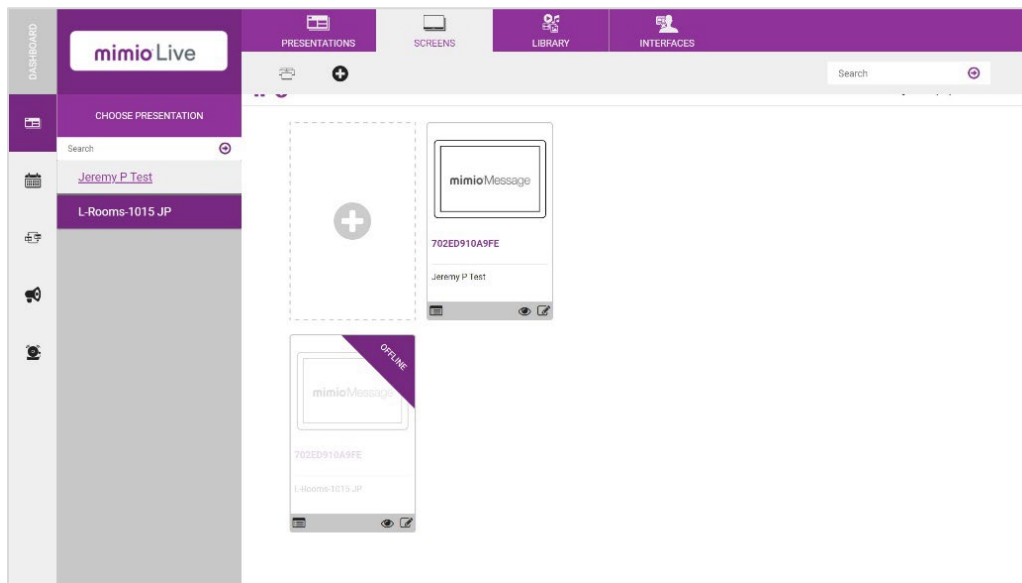 DASHBOARD
mimio Live
PRESENTATIONS
SCREENS
LIBRARY
INTERFACES
Search
CHOOSE PRESENTATION
Search
Jeremy P Test
L-Rooms-1015 JP
mimioMessage
702ED910A9FE
Jeremy P Test
OFFLINE
mimioMessage
702ED910A9FE
L-Rooms-1015 JP